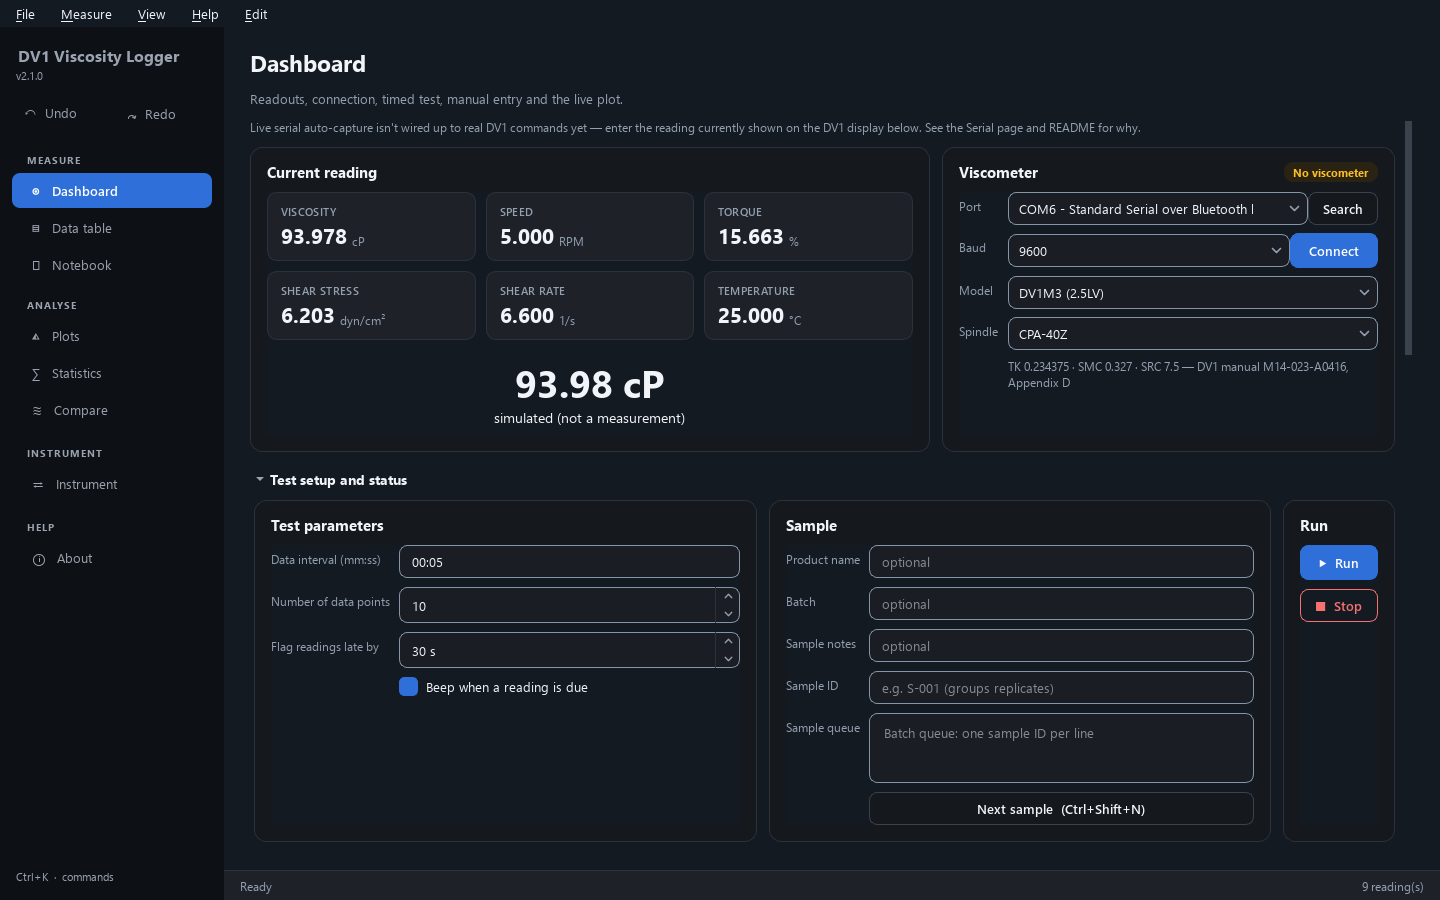 File Measure View Help Edit
DV1 Viscosity Logger
v2.1.0
Undo Redo
MEASURE
Dashboard
Data table
Notebook
ANALYSE
Plots
Statistics
Compare
INSTRUMENT
Instrument
HELP
About
Ctrl+K · commands
Dashboard
Readouts, connection, timed test, manual entry and the live plot.
Live serial auto-capture isn't wired up to real DV1 commands yet — enter the reading currently shown on the DV1 display below. See the Serial page and README for why.
Current reading
VISCOSITY
93.978 cP
SPEED
5.000 RPM
TORQUE
15.663 %
SHEAR STRESS
6.203 dyn/cm²
SHEAR RATE
6.600 1/s
TEMPERATURE
25.000 °C
93.98 cP
simulated (not a measurement)
Viscometer
No viscometer
Port COM6 - Standard Serial over Bluetooth l Search
Baud 9600 Connect
Model DV1M3 (2.5LV)
Spindle CPA-40Z
TK 0.234375 · SMC 0.327 · SRC 7.5 — DV1 manual M14-023-A0416,
Appendix D
Test setup and status
Test parameters
Data interval (mm:ss) 00:05
Number of data points 10
Flag readings late by 30 s
Beep when a reading is due
Sample
Product name optional
Batch optional
Sample notes optional
Sample ID e.g. S-001 (groups replicates)
Sample queue Batch queue: one sample ID per line
Next sample (Ctrl+Shift+N)
Run
Run
Stop
Ready
9 reading(s)